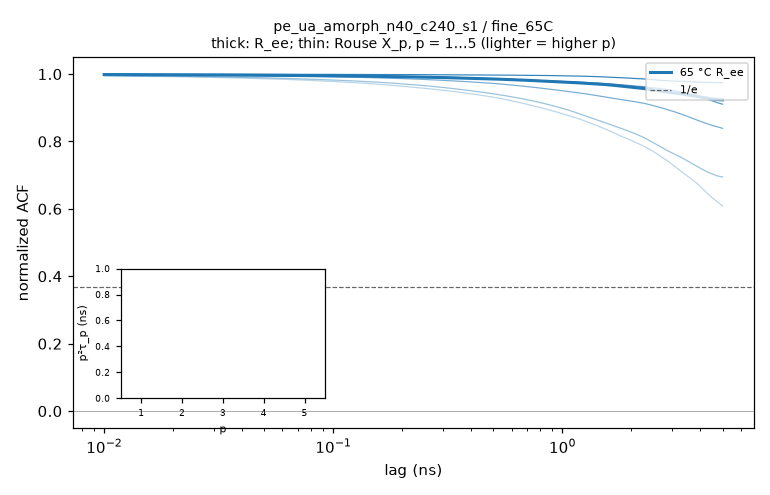 pe_ua_amorph_n40_c240_s1 / fine_65C
thick: R_ee; thin: Rouse X_p, p = 1...5 (lighter = higher p)
normalized ACF
1.0
0.8
0.6
0.4
0.2
0.0
65 °C R_ee
1/e
p²τ_p (ns)
1.0
0.8
0.6
0.4
0.2
0.0
1 2 3 4 5
p
10⁻² 10⁻¹ 10⁰
lag (ns)